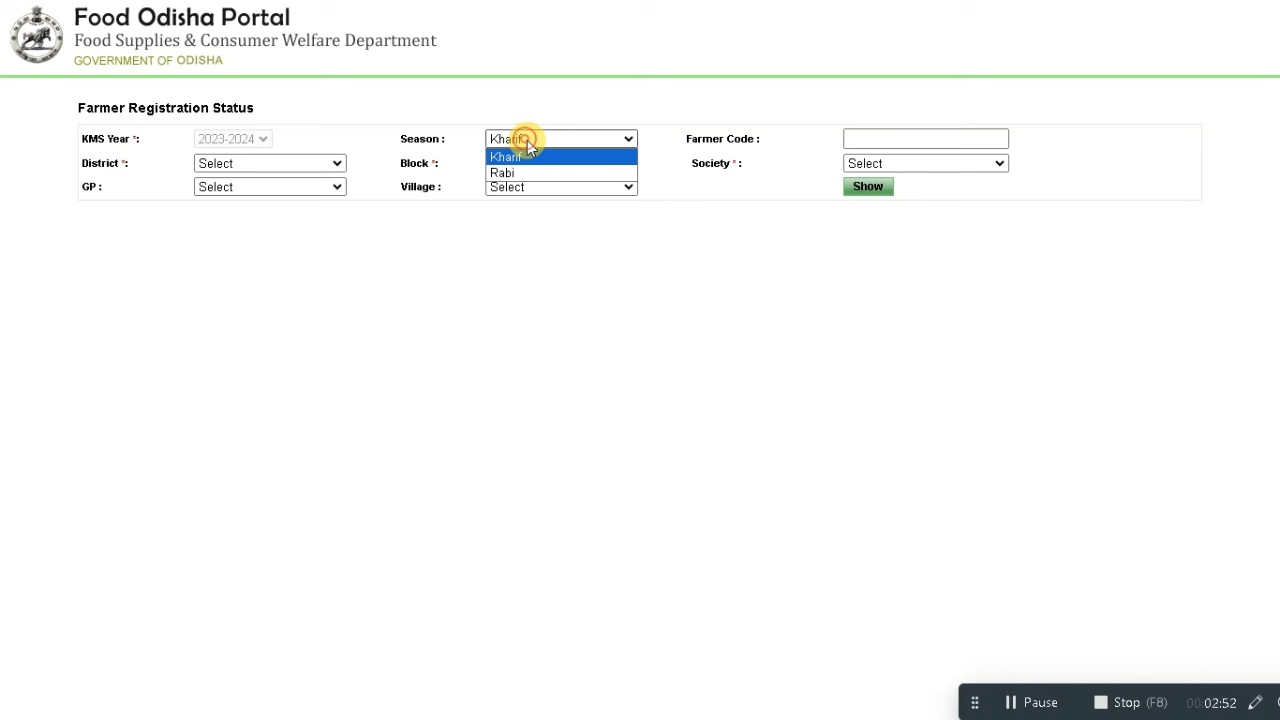 Food Odisha Portal
Food Supplies & Consumer Welfare Department
GOVERNMENT OF ODISHA
Farmer Registration Status
KMS Year *: 2023-2024 Season : Kharif Farmer Code :
Kharif
District *: Select Block *: Society * : Select
Rabi
GP : Select Village : Select Show
Pause Stop (F8) 00:02:52